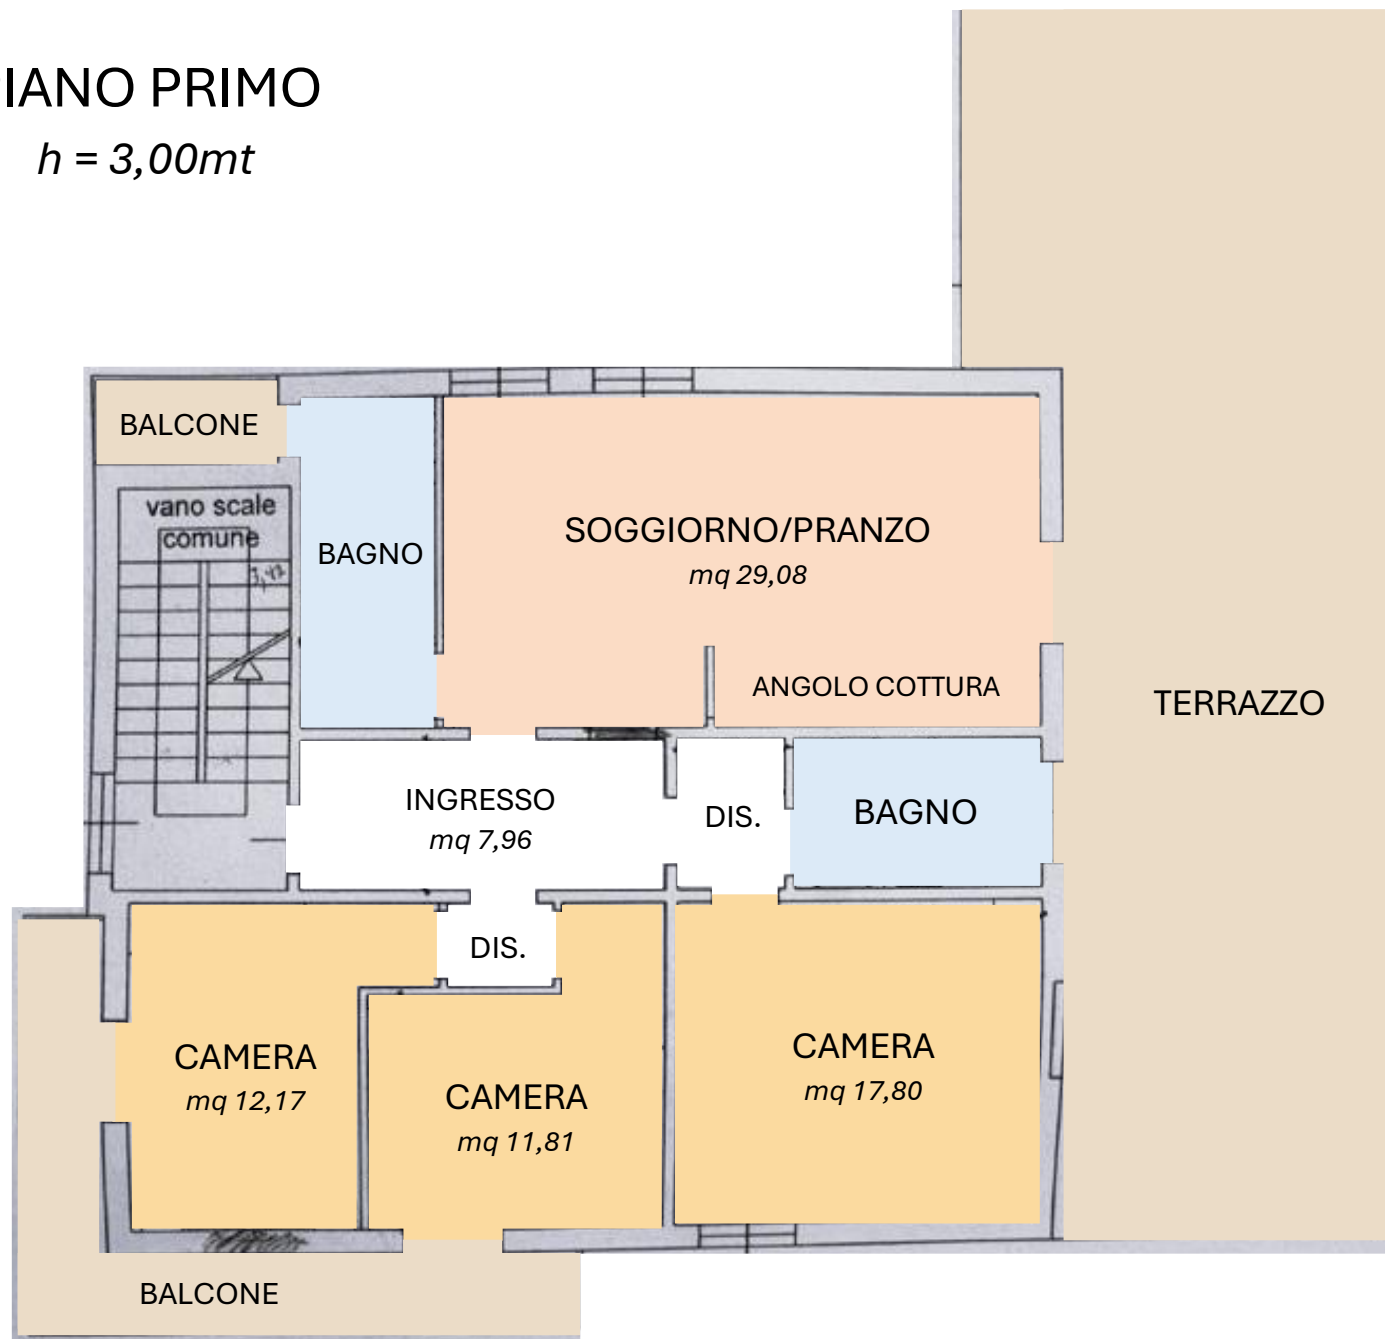 IANO PRIMO
h = 3,00mt
BALCONE
vano scale
comune
BAGNO
SOGGIORNO/PRANZO
mq 29,08
ANGOLO COTTURA
TERRAZZO
INGRESSO
mq 7,96
DIS.
BAGNO
DIS.
CAMERA
mq 12,17
CAMERA
mq 11,81
CAMERA
mq 17,80
BALCONE